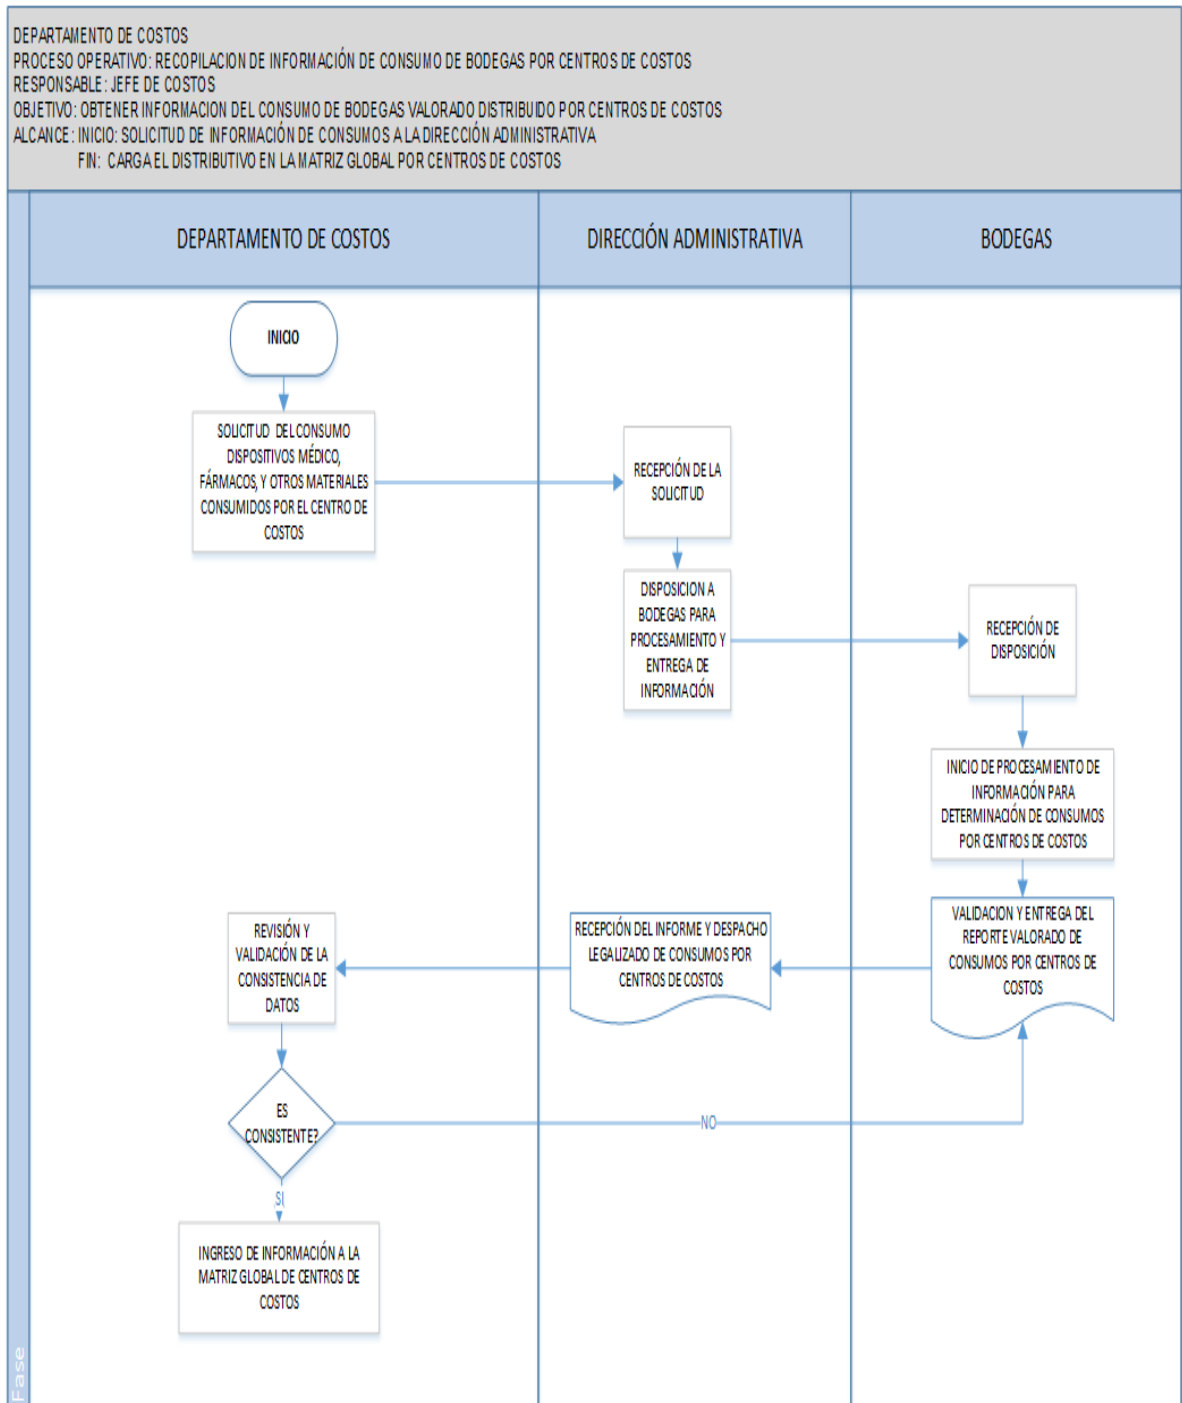 DEPARTAMENTO DE COSTOS
PROCESO OPERATIVO: RECOPILACION DE INFORMACIÓN DE CONSUMO DE BODEGAS POR CENTROS DE COSTOS
RESPONSABLE: JEFE DE COSTOS
OBJETIVO: OBTENER INFORMACION DEL CONSUMO DE BODEGAS VALORADO DISTRIBUIDO POR CENTROS DE COSTOS
ALCANCE: INICIO: SOLICITUD DE INFORMACIÓN DE CONSUMOS A LA DIRECCIÓN ADMINISTRATIVA
FIN: CARGA EL DISTRIBUTIVO EN LA MATRIZ GLOBAL POR CENTROS DE COSTOS
DEPARTAMENTO DE COSTOS
DIRECCIÓN ADMINISTRATIVA
BODEGAS
INICIO
SOLICITUD DEL CONSUMO
DISPOSITIVOS MÉDICO,
FÁRMACOS, Y OTROS MATERIALES
CONSUMIDOS POR EL CENTRO DE
COSTOS
RECEPCIÓN DE LA
SOLICITUD
DISPOSICION A
BODEGAS PARA
PROCESAMIENTO Y
ENTREGA DE
INFORMACIÓN
RECEPCIÓN DE
DISPOSICIÓN
INICIO DE PROCESAMIENTO DE
INFORMACIÓN PARA
DETERMINACIÓN DE CONSUMOS
POR CENTROS DE COSTOS
VALIDACION Y ENTREGA DEL
REPORTE VALORADO DE
CONSUMOS POR CENTROS DE
COSTOS
RECEPCIÓN DEL INFORME Y DESPACHO
LEGALIZADO DE CONSUMOS POR
CENTROS DE COSTOS
REVISIÓN Y
VALIDACIÓN DE LA
CONSISTENCIA DE
DATOS
ES
CONSISTENTE?
NO
SI
INGRESO DE INFORMACIÓN A LA
MATRIZ GLOBAL DE CENTROS DE
COSTOS
Fase